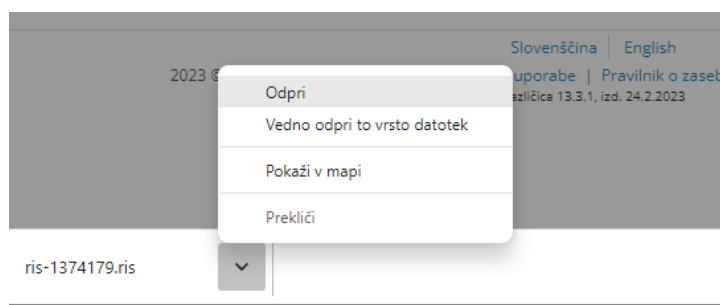 Slovenščina | English
2023 ©
uporabe | Pravilnik o zaseb
azličica 13.3.1, izd. 24.2.2023
Odpri
Vedno odpri to vrsto datotek
Pokaži v mapi
Prekliči
ris-1374179.ris